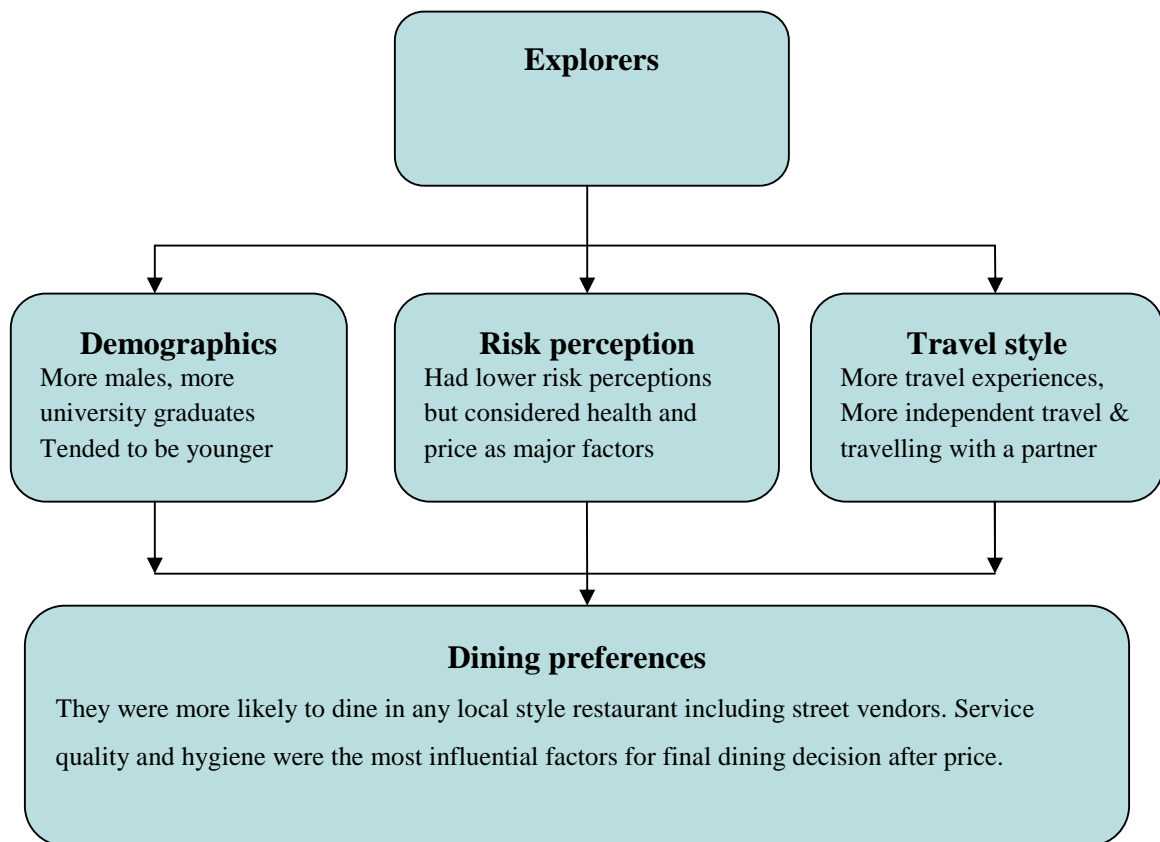 Explorers
Demographics
More males, more
university graduates
Tended to be younger
Risk perception
Had lower risk perceptions
but considered health and
price as major factors
Travel style
More travel experiences,
More independent travel &
travelling with a partner
Dining preferences
They were more likely to dine in any local style restaurant including street vendors. Service
quality and hygiene were the most influential factors for final dining decision after price.